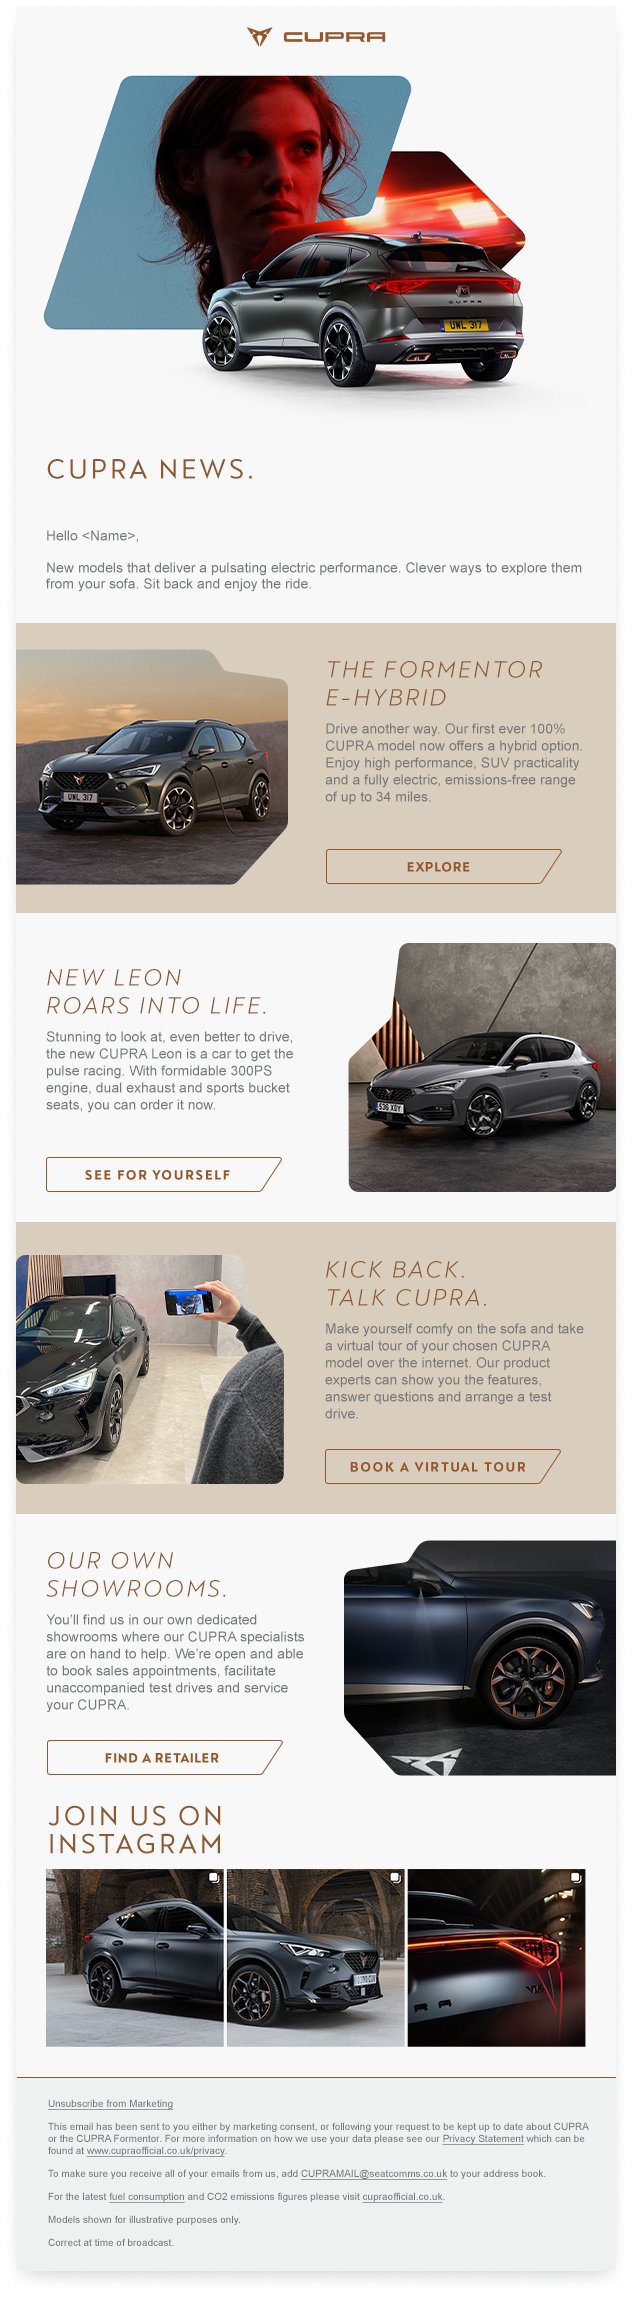 CUPRA
CUPRA
UWL 317
CUPRA NEWS.
Hello <Name>,
New models that deliver a pulsating electric performance. Clever ways to explore them
from your sofa. Sit back and enjoy the ride.
THE FORMENTOR
E-HYBRID
Drive another way. Our first ever 100%
CUPRA model now offers a hybrid option.
Enjoy high performance, SUV practicality
and a fully electric, emissions-free range
of up to 34 miles.
UWL 317
EXPLORE
NEW LEON
ROARS INTO LIFE.
Stunning to look at, even better to drive,
the new CUPRA Leon is a car to get the
pulse racing. With formidable 300PS
engine, dual exhaust and sports bucket
seats, you can order it now.
536 XDY
SEE FOR YOURSELF
KICK BACK.
TALK CUPRA.
Make yourself comfy on the sofa and take
a virtual tour of your chosen CUPRA
model over the internet. Our product
experts can show you the features,
answer questions and arrange a test
drive.
BOOK A VIRTUAL TOUR
OUR OWN
SHOWROOMS.
You'll find us in our own dedicated
showrooms where our CUPRA specialists
are on hand to help. We're open and able
to book sales appointments, facilitate
unaccompanied test drives and service
your CUPRA.
FIND A RETAILER
JOIN US ON
INSTAGRAM
Unsubscribe from Marketing
This email has been sent to you either by marketing consent, or following your request to be kept up to date about CUPRA
or the CUPRA Formentor. For more information on how we use your data please see our Privacy Statement which can be
found at www.cupraofficial.co.uk/privacy.
To make sure you receive all of your emails from us, add CUPRAMAIL@seatcomms.co.uk to your address book.
For the latest fuel consumption and CO2 emissions figures please visit cupraofficial.co.uk.
Models shown for illustrative purposes only.
Correct at time of broadcast.